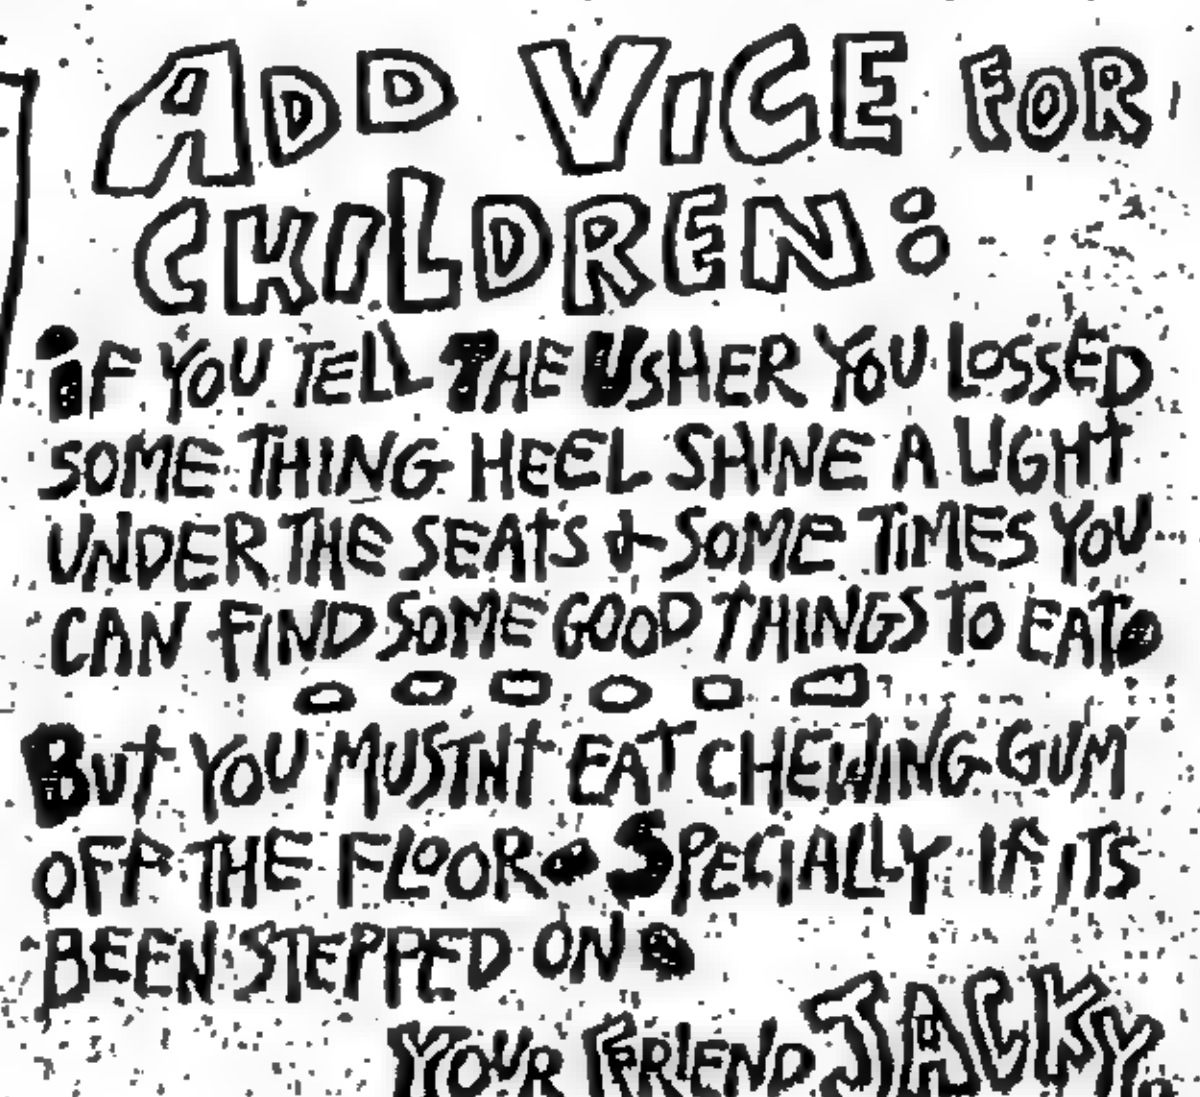 ADD VICE FOR
CHILDREN:
iF YOU TELL THE USHER YOU LOSSED
SOME THING HEEL SHINE A LIGHT
UNDER THE SEATS & SOME TiMES YOU
CAN FIND SOME GOOD THINGS TO EAT.
BUT YOU MUSTNT EAT CHEWING GUM
OFF THE FLOOR. SPECIALLY IF ITS
BEEN STEPPED ON.
YOUR FRIEND JACKY.